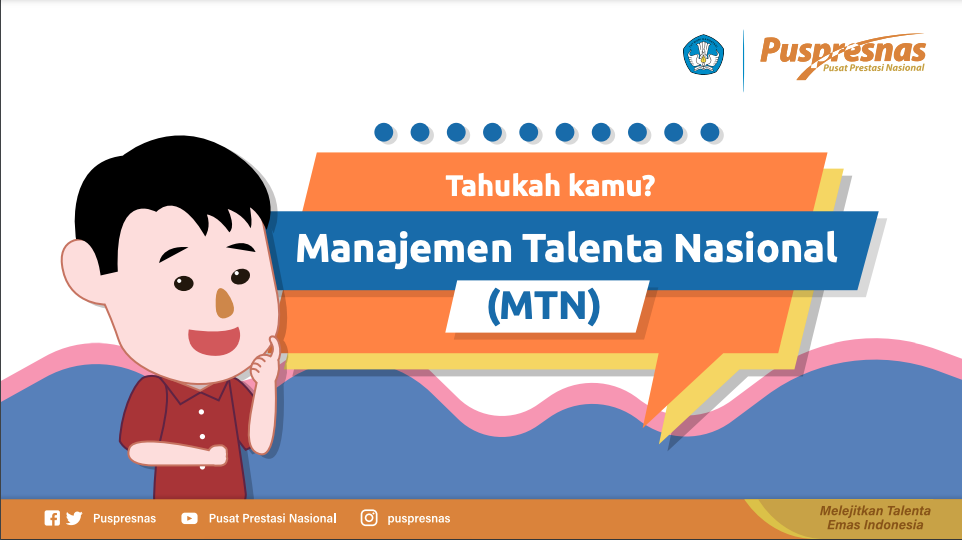 Puspresnas
Pusat Prestasi Nasional
Tahukah kamu?
Manajemen Talenta Nasional
(MTN)
Puspresnas
Pusat Prestasi Nasional
puspresnas
Melejitkan Talenta
Emas Indonesia